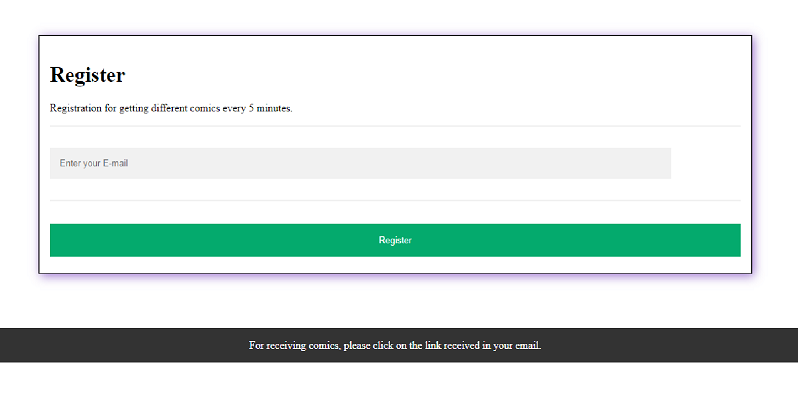 Register
Registration for getting different comics every 5 minutes.
Enter your E-mail
Register
For receiving comics, please click on the link received in your email.